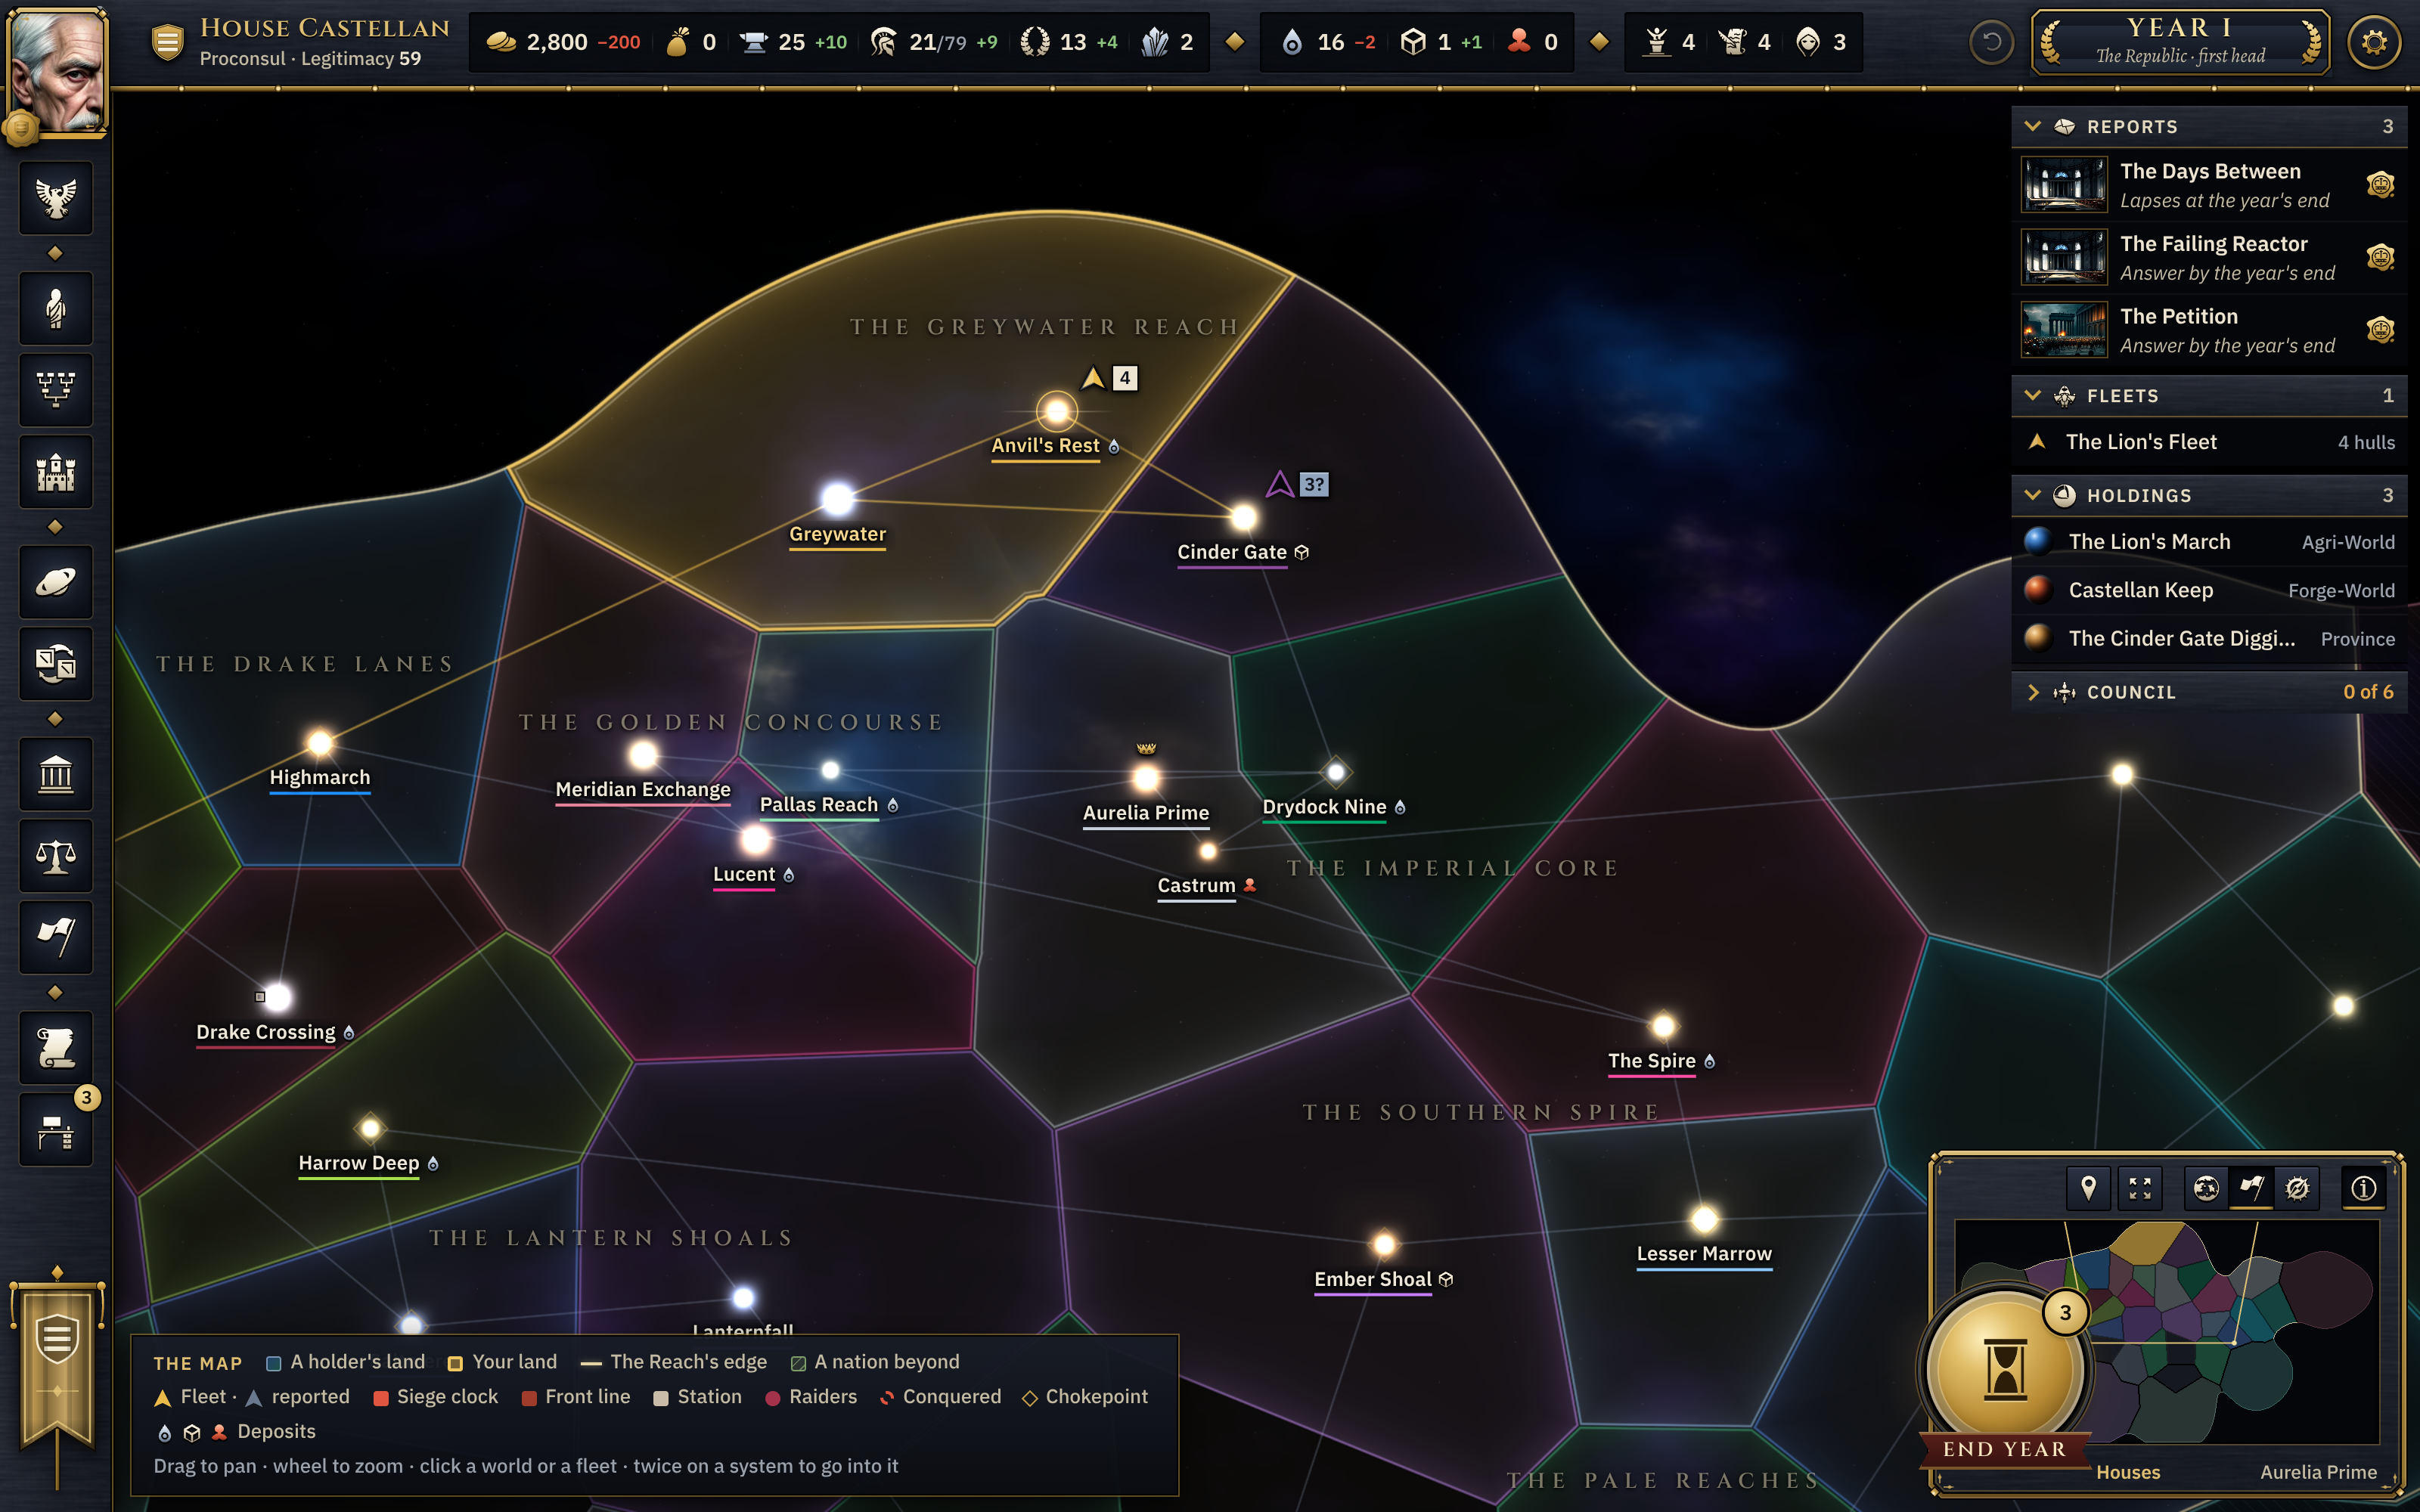 HOUSE CASTELLAN
Proconsul · Legitimacy 59
2,800 −200
0
25 +10
21/79 +9
13 +4
2
16 −2
1 +1
0
4
4
3
YEAR I
The Republic · first head
REPORTS 3
The Days Between
Lapses at the year's end
The Failing Reactor
Answer by the year's end
The Petition
Answer by the year's end
FLEETS 1
The Lion's Fleet 4 hulls
HOLDINGS 3
The Lion's March Agri-World
Castellan Keep Forge-World
The Cinder Gate Diggi... Province
COUNCIL 0 of 6
THE GREYWATER REACH
4
Anvil's Rest
3?
Greywater
Cinder Gate
THE DRAKE LANES
THE GOLDEN CONCOURSE
Highmarch
Meridian Exchange
Pallas Reach
Aurelia Prime
Drydock Nine
Lucent
Castrum
THE IMPERIAL CORE
Drake Crossing
The Spire
3
THE SOUTHERN SPIRE
Harrow Deep
THE LANTERN SHOALS
Lesser Marrow
Ember Shoal
Lanternfall
THE MAP A holder's land Your land The Reach's edge A nation beyond
Fleet · reported Siege clock Front line Station Raiders Conquered Chokepoint
Deposits
Drag to pan · wheel to zoom · click a world or a fleet · twice on a system to go into it
THE PALE REACHES
3
END YEAR
Houses Aurelia Prime